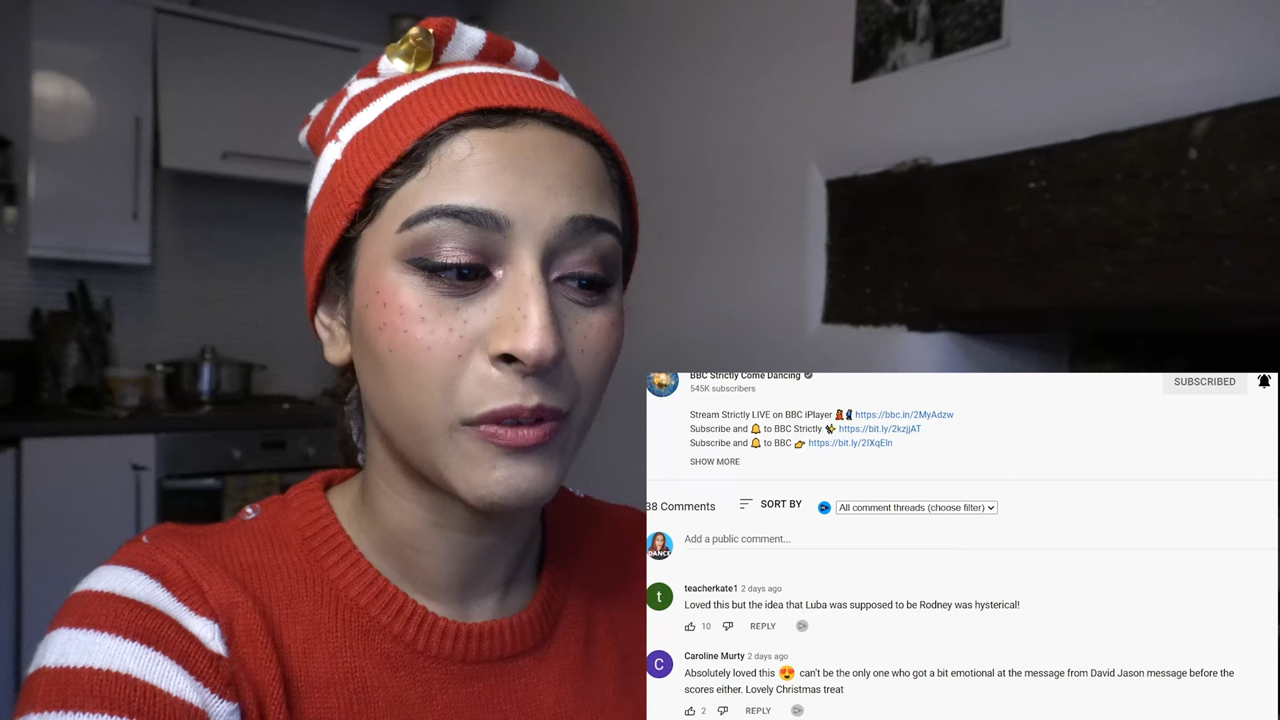 BBC Strictly Come Dancing
545K subscribers
SUBSCRIBED
Stream Strictly LIVE on BBC iPlayer 💃🕺 https://bbc.in/2MyAdzw
Subscribe and 🔔 to BBC Strictly ✨ https://bit.ly/2kzjjAT
Subscribe and 🔔 to BBC 👉 https://bit.ly/2IXqEIn
SHOW MORE
38 Comments
SORT BY
All comment threads (choose filter)
DANCE
Add a public comment...
t
teacherkate1 2 days ago
Loved this but the idea that Luba was supposed to be Rodney was hysterical!
10 REPLY
C
Caroline Murty 2 days ago
Absolutely loved this 😍 can't be the only one who got a bit emotional at the message from David Jason message before the
scores either. Lovely Christmas treat
2 REPLY